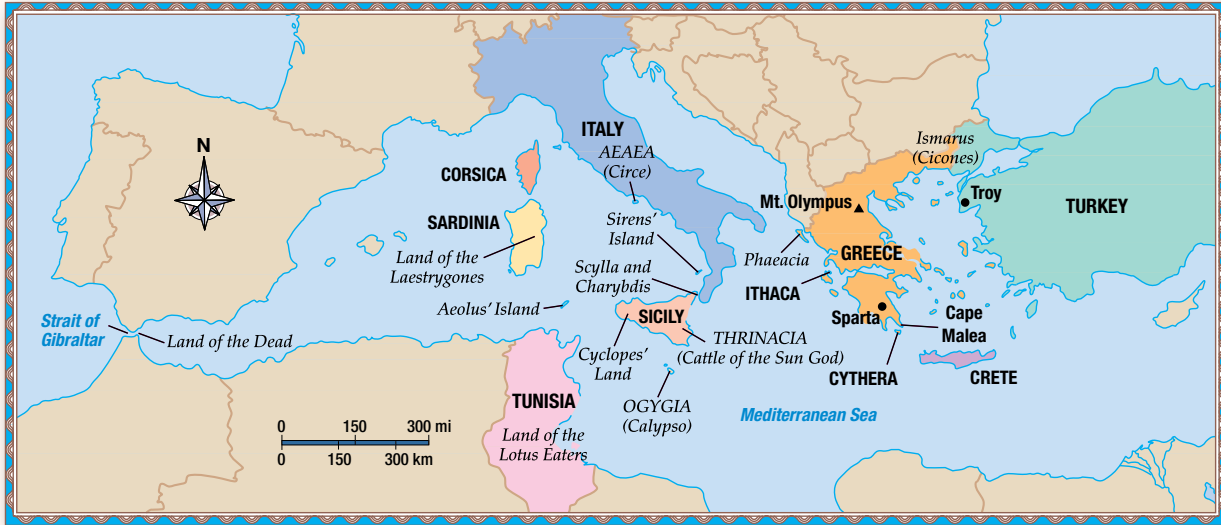 N
ITALY
AEAEA
(Circe)
CORSICA
SARDINIA
Land of the
Laestrygones
Sirens'
Island
Scylla and
Charybdis
Aeolus' Island
Strait of
Gibraltar
Land of the Dead
SICILY
Cyclopes'
Land
THRINACIA
(Cattle of the Sun God)
OGYGIA
(Calypso)
TUNISIA
Land of the
Lotus Eaters
0 150 300 mi
0 150 300 km
Ismarus
(Cicones)
Mt. Olympus
Troy
TURKEY
Phaeacia
GREECE
ITHACA
Sparta
Cape
Malea
CYTHERA
CRETE
Mediterranean Sea